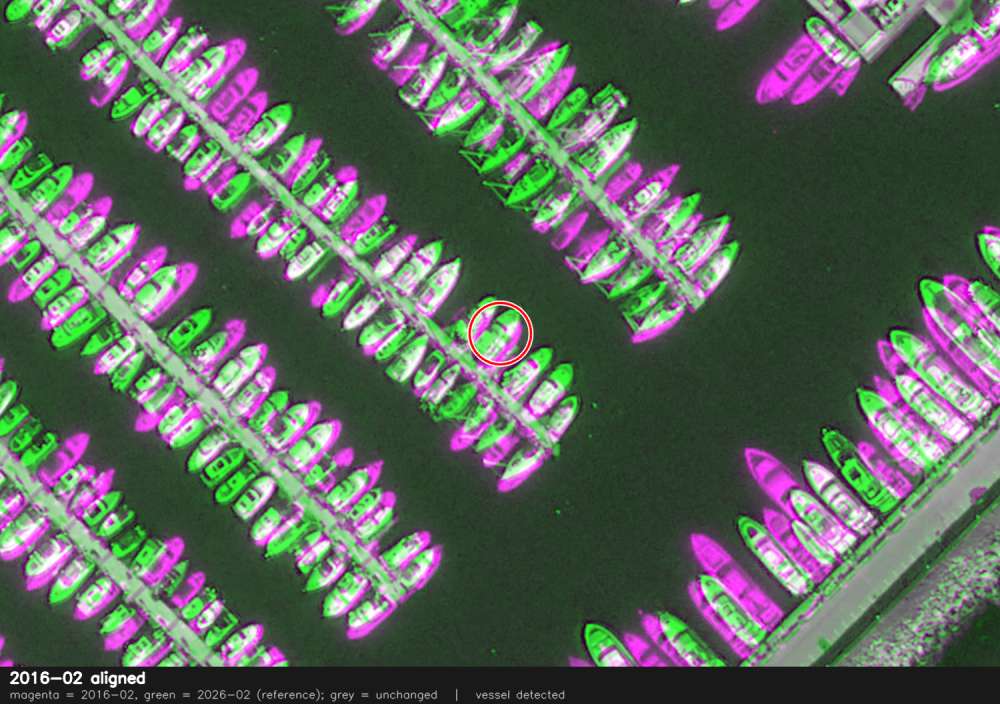 2016-02 aligned
magenta = 2016-02, green = 2026-02 (reference); grey = unchanged | vessel detected